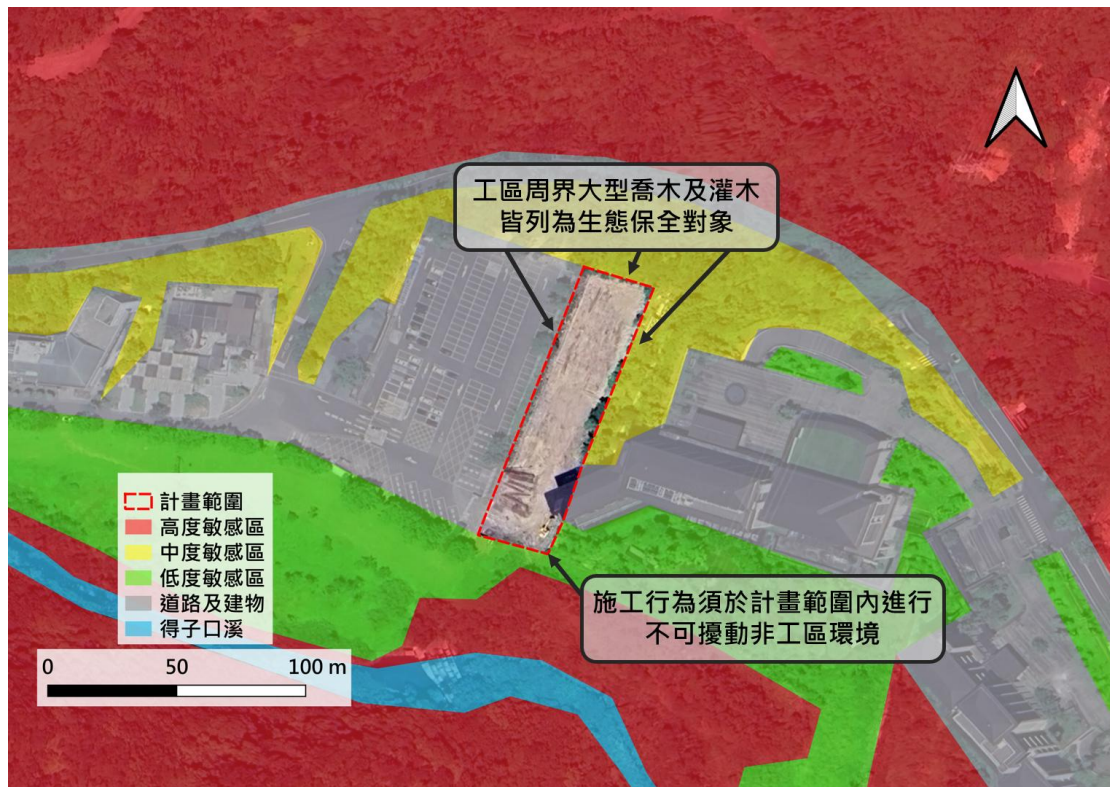 工區周界大型喬木及灌木
皆列為生態保全對象
計畫範圍
高度敏感區
中度敏感區
低度敏感區
道路及建物
得子口溪
施工行為須於計畫範圍內進行
不可擾動非工區環境
0 50 100 m